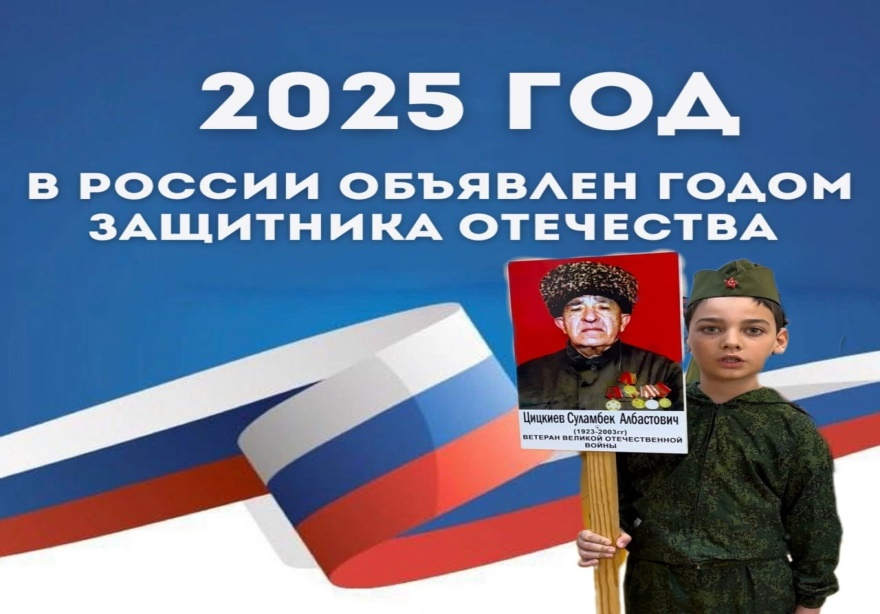 2025 ГОД
В РОССИИ ОБЪЯВЛЕН ГОДОМ
ЗАЩИТНИКА ОТЕЧЕСТВА
Цицкиев Суламбек Албастович
(1923-2003гг)
ВЕТЕРАН ВЕЛИКОЙ ОТЕЧЕСТВЕННОЙ
ВОЙНЫ